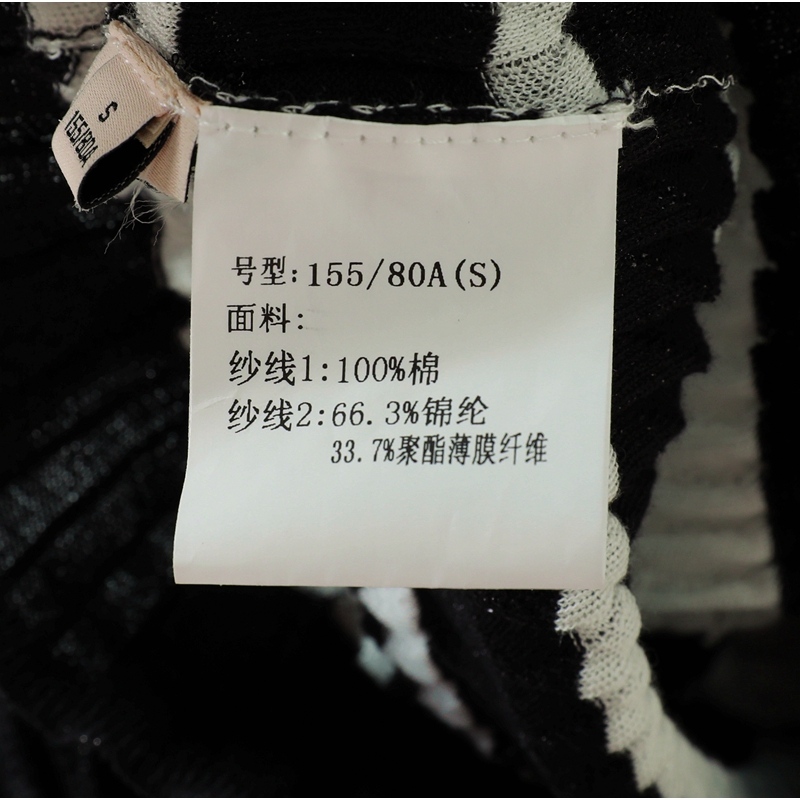 S
155/80A
号型:155/80A(S)
面料:
纱线1:100%棉
纱线2:66.3%锦纶
33.7%聚酯薄膜纤维